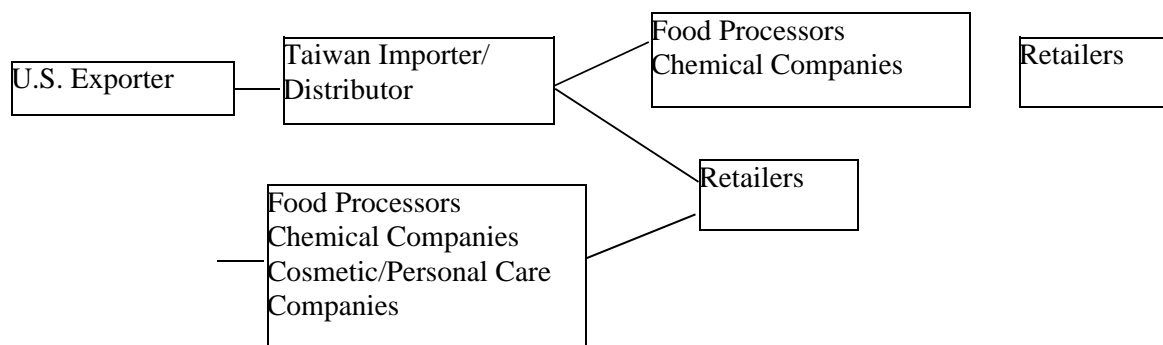 U.S. Exporter
Taiwan Importer/
Distributor
Food Processors
Chemical Companies
Retailers
Retailers
Food Processors
Chemical Companies
Cosmetic/Personal Care
Companies